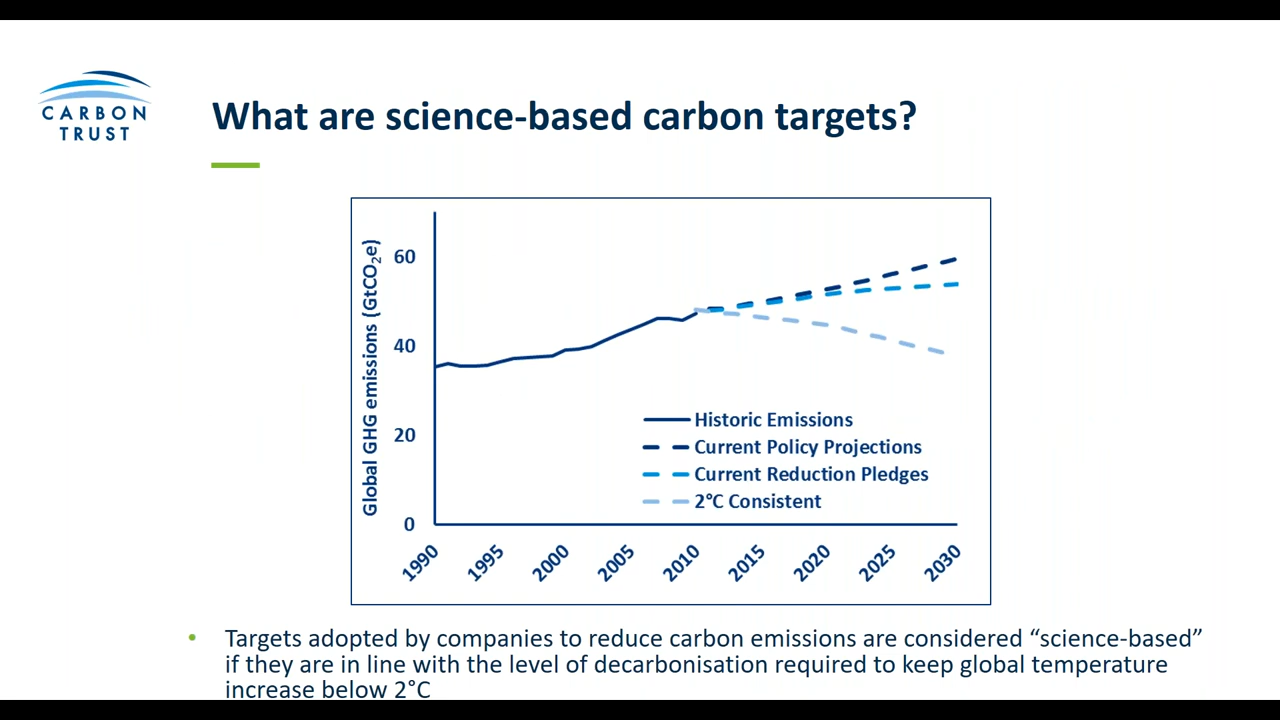 CARBON
TRUST
What are science-based carbon targets?
Global GHG emissions (GtCO₂e)
60
40
20
0
Historic Emissions
Current Policy Projections
Current Reduction Pledges
2°C Consistent
1990
1995
2000
2005
2010
2015
2020
2025
2030
• Targets adopted by companies to reduce carbon emissions are considered “science-based”
if they are in line with the level of decarbonisation required to keep global temperature
increase below 2°C